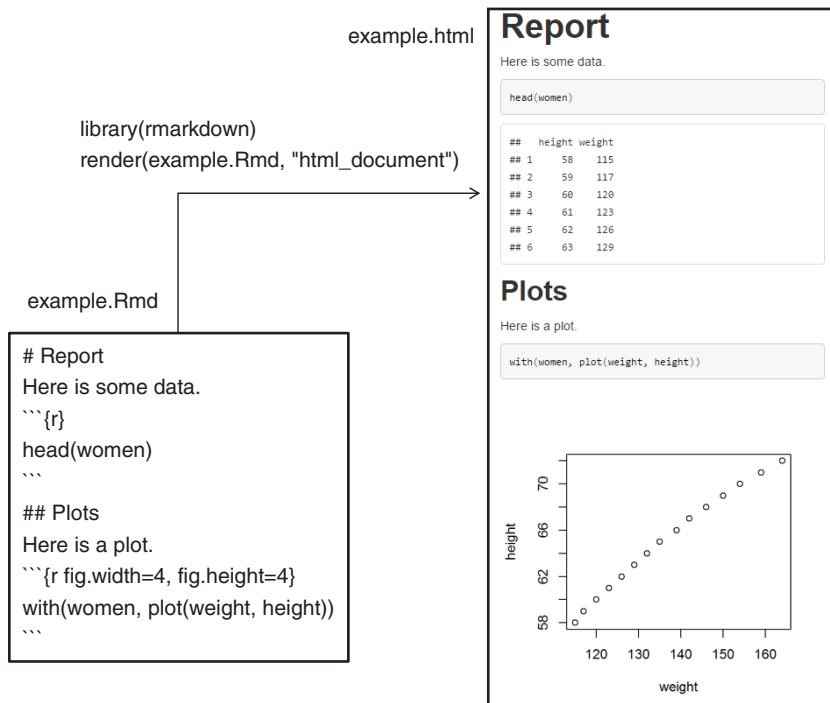 example.html
library(rmarkdown)
render(example.Rmd, "html_document")
example.Rmd
# Report
Here is some data.
```{r}
head(women)
```
## Plots
Here is a plot.
```{r fig.width=4, fig.height=4}
with(women, plot(weight, height))
```
Report
Here is some data.
head(women)
##   height weight
## 1     58    115
## 2     59    117
## 3     60    120
## 4     61    123
## 5     62    126
## 6     63    129
Plots
Here is a plot.
with(women, plot(weight, height))
70
66
62
58
height
120 130 140 150 160
weight